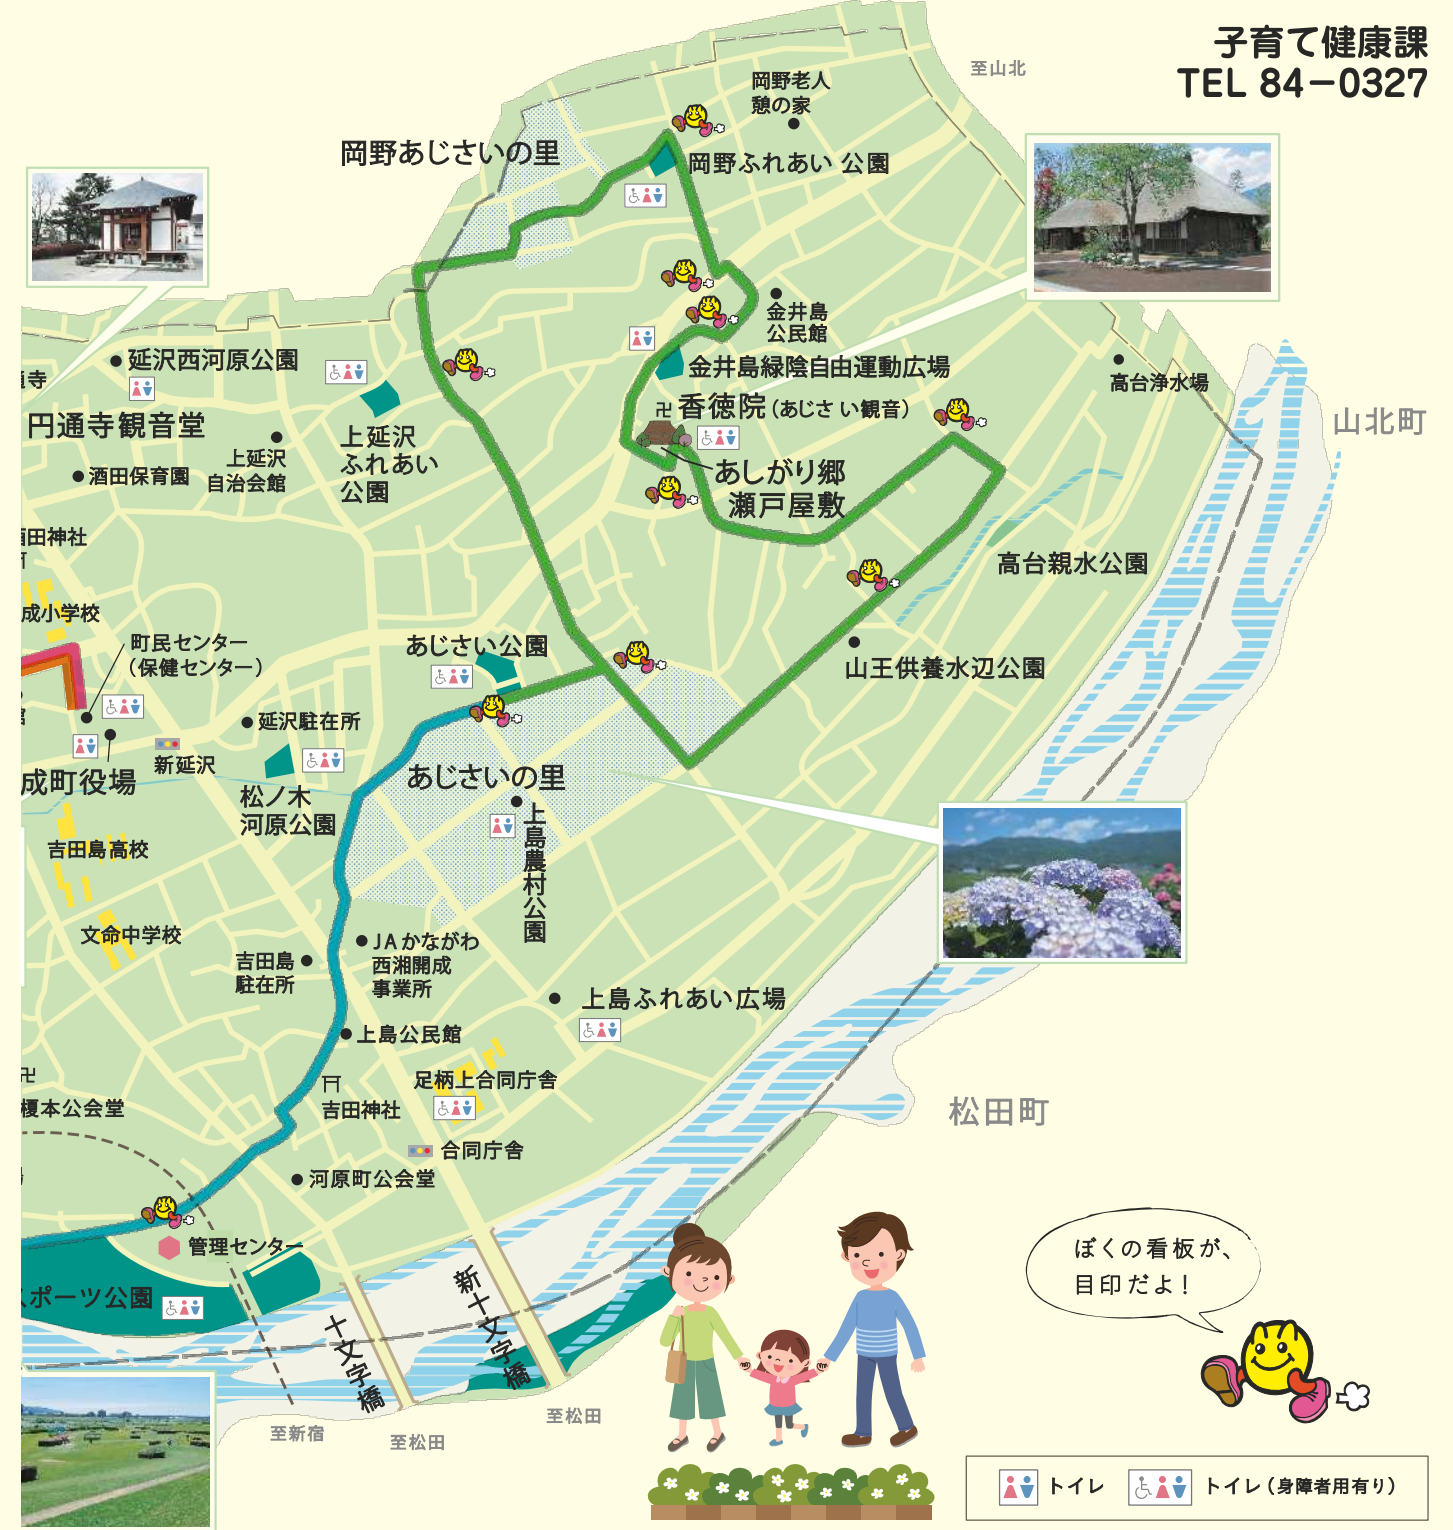 子育て健康課
TEL 84−0327
至山北
岡野老人
憩の家
岡野あじさいの里
岡野ふれあい 公園
金井島
公民館
延沢西河原公園
金井島緑陰自由運動広場
高台浄水場
寺
香徳院(あじさ い観音)
山北町
円通寺観音堂
上延沢
ふれあい
公園
上延沢
自治会館
酒田保育園
あしがり郷
瀬戸屋敷
田神社
高台親水公園
成小学校
町民センター
(保健センター)
あじさい公園
山王供養水辺公園
延沢駐在所
新延沢
成町役場
あじさいの里
松ノ木
河原公園
上島農村公園
吉田島高校
文命中学校
JAかながわ
西湘開成
事業所
吉田島
駐在所
上島ふれあい広場
上島公民館
足柄上合同庁舎
榎本公会堂
吉田神社
松田町
合同庁舎
河原町公会堂
管理センター
ポーツ公園
新十文字橋
十文字橋
ぼくの看板が、
目印だよ!
至松田
至新宿
至松田
トイレ
トイレ(身障者用有り)